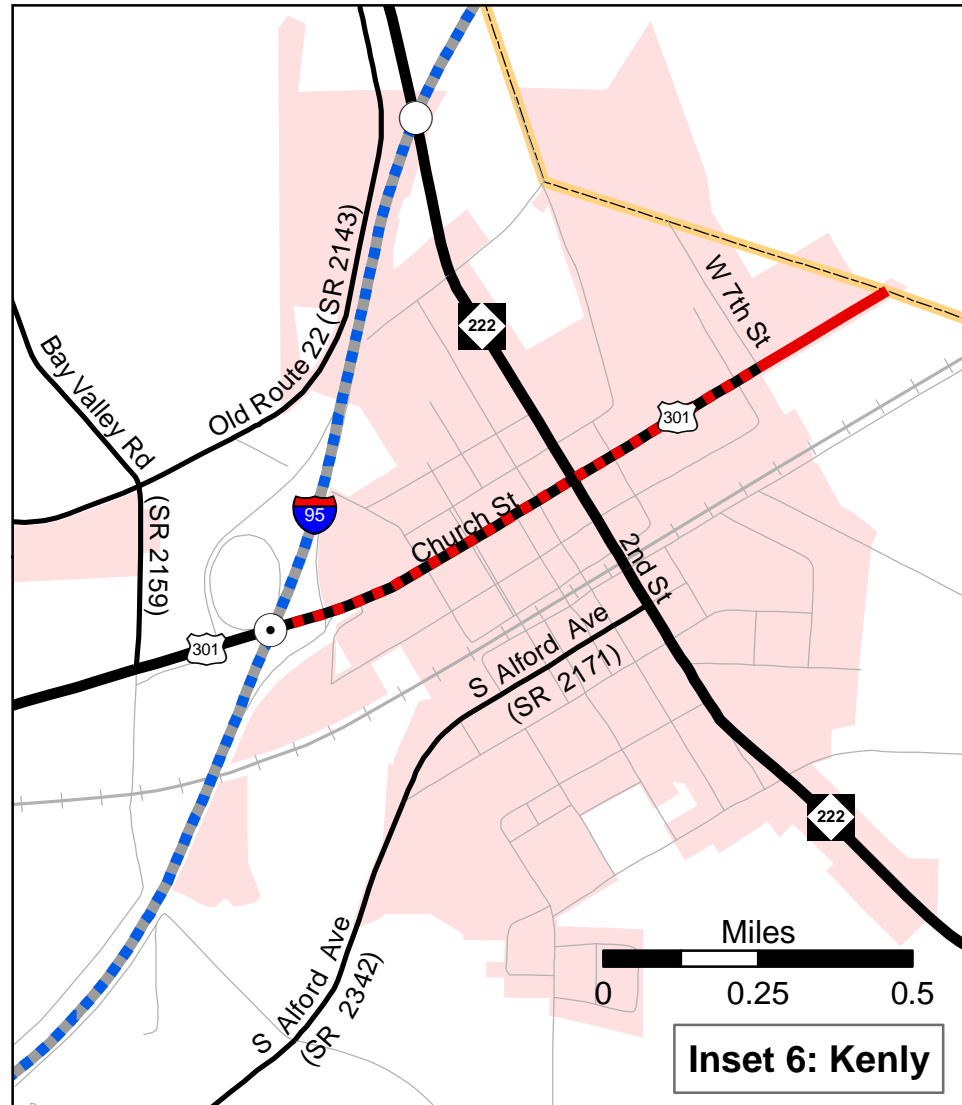 Old Route 22 (SR 2143)
222
W 7th St
Bay Valley Rd
(SR 2159)
301
95
Church St
2nd St
301
S Alford Ave
(SR 2171)
222
S Alford Ave
(SR 2342)
Miles
0 0.25 0.5
Inset 6: Kenly